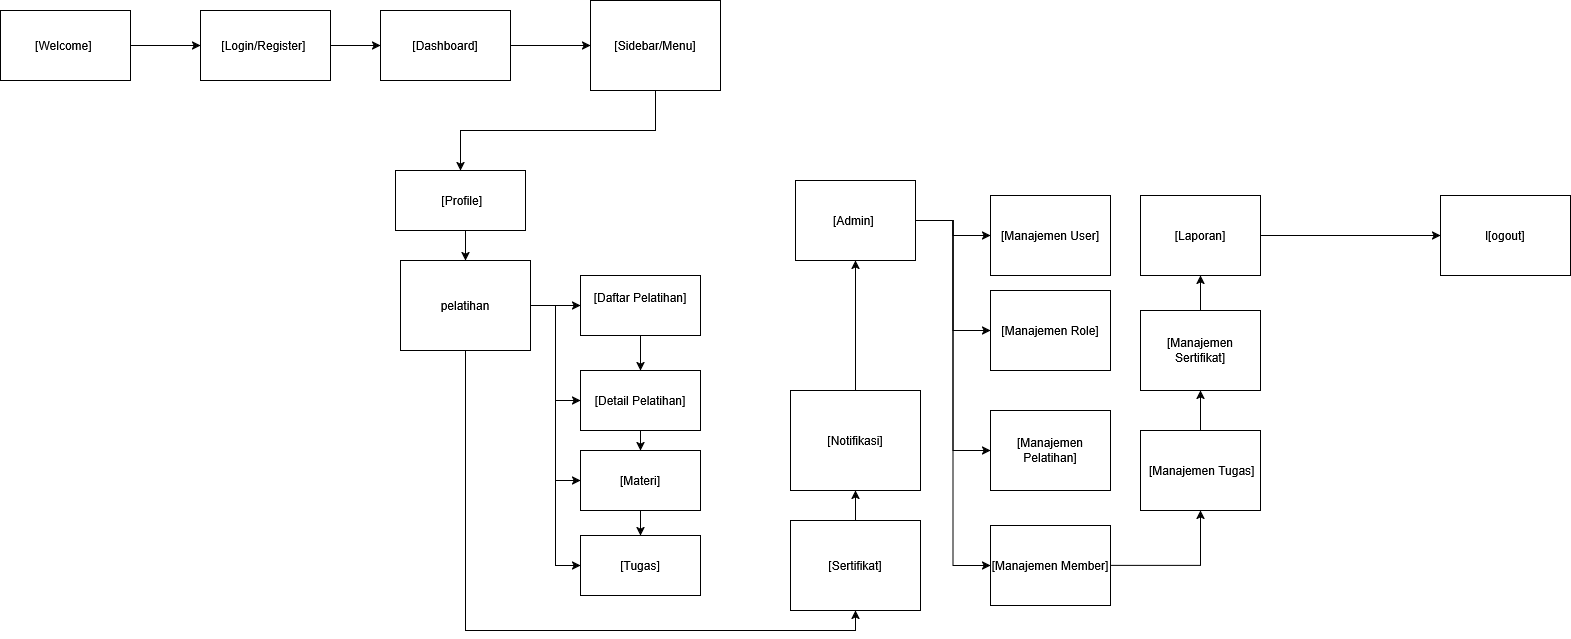 [Welcome]
[Login/Register]
[Dashboard]
[Sidebar/Menu]
[Profile]
pelatihan
[Daftar Pelatihan]
[Detail Pelatihan]
[Materi]
[Tugas]
[Admin]
[Notifikasi]
[Sertifikat]
[Manajemen User]
[Manajemen Role]
[Manajemen
Pelatihan]
[Manajemen Member]
[Laporan]
[Manajemen
Sertifikat]
[Manajemen Tugas]
l[ogout]